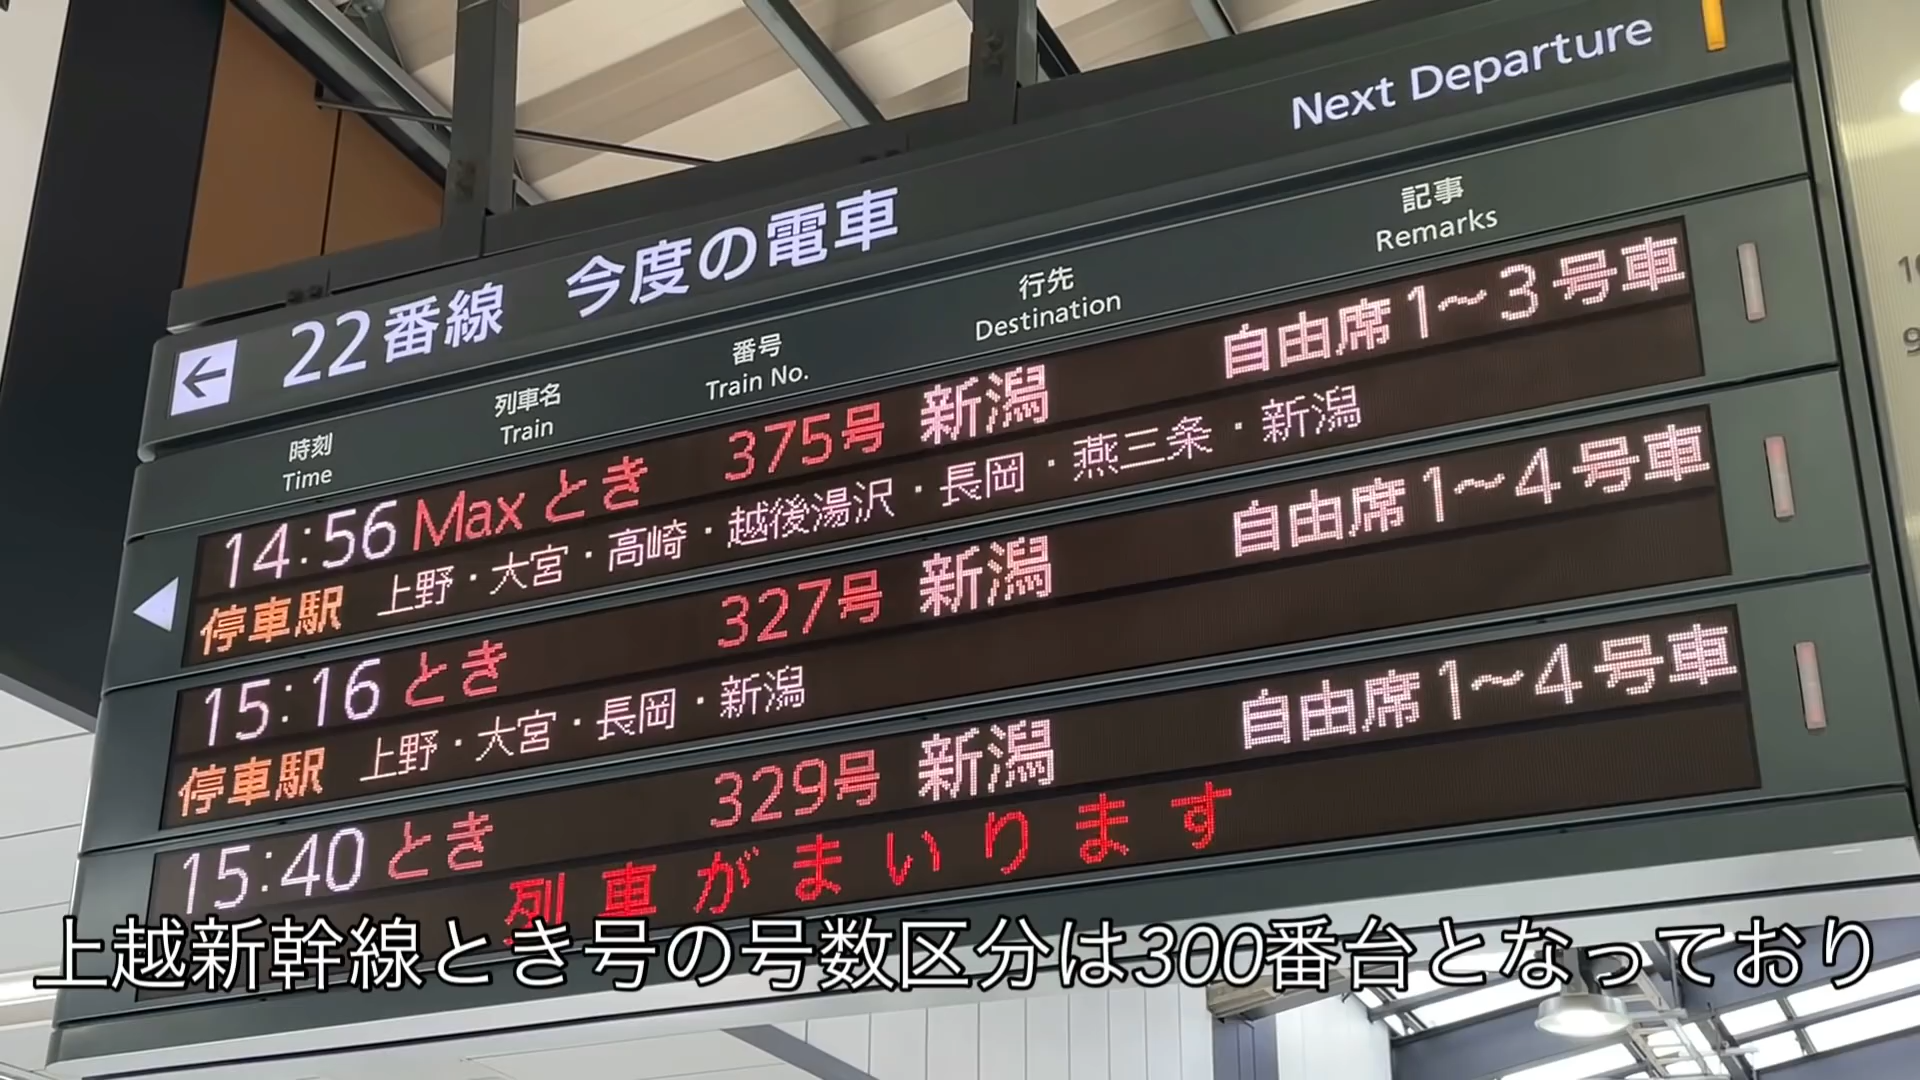 Next Departure
22番線 今度の電車
時刻 列車名 番号 行先 記事
Time Train Train No. Destination Remarks
14:56 Maxとき 375号 新潟 自由席1〜3号車
停車駅 上野・大宮・高崎・越後湯沢・長岡・燕三条・新潟
15:16 とき 327号 新潟 自由席1〜4号車
停車駅 上野・大宮・長岡・新潟
15:40 とき 329号 新潟 自由席1〜4号車
列車がまいります
上越新幹線とき号の号数区分は300番台となっており